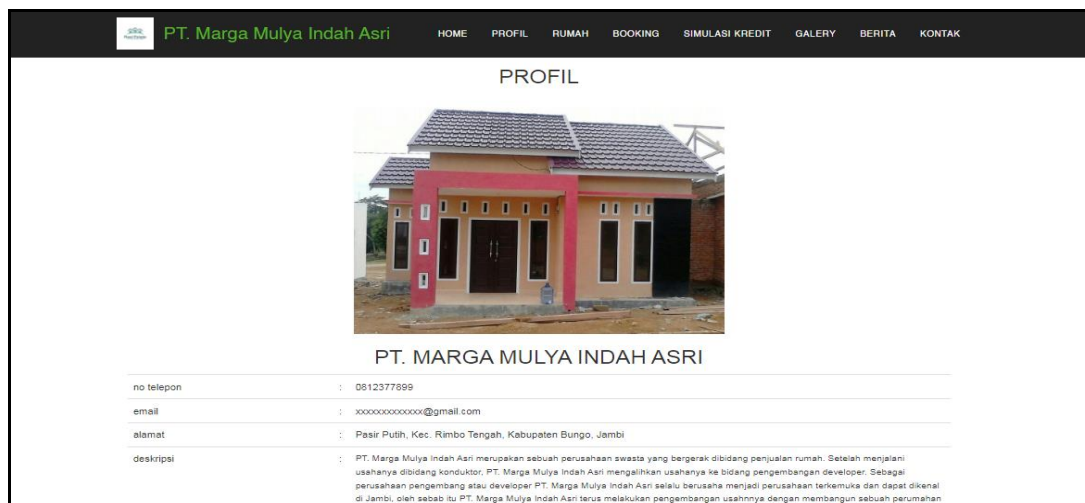 PT. Marga Mulya Indah Asri HOME PROFIL RUMAH BOOKING SIMULASI KREDIT GALERY BERITA KONTAK
PROFIL
PT. MARGA MULYA INDAH ASRI
no telepon : 0812377899
email : xxxxxxxxxxxxx@gmail.com
alamat : Pasir Putih, Kec. Rimbo Tengah, Kabupaten Bungo, Jambi
deskripsi : PT. Marga Mulya Indah Asri merupakan sebuah perusahaan swasta yang bergerak dibidang penjualan rumah. Setelah menjalani
usahanya dibidang konduktor, PT. Marga Mulya Indah Asri mengalihkan usahanya ke bidang pengembangan developer. Sebagai
perusahaan pengembang atau developer PT. Marga Mulya Indah Asri selalu berusaha menjadi perusahaan terkemuka dan dapat dikenal
di Jambi, oleh sebab itu PT. Marga Mulya Indah Asri terus melakukan pengembangan usahnnya dengan membangun sebuah perumahan